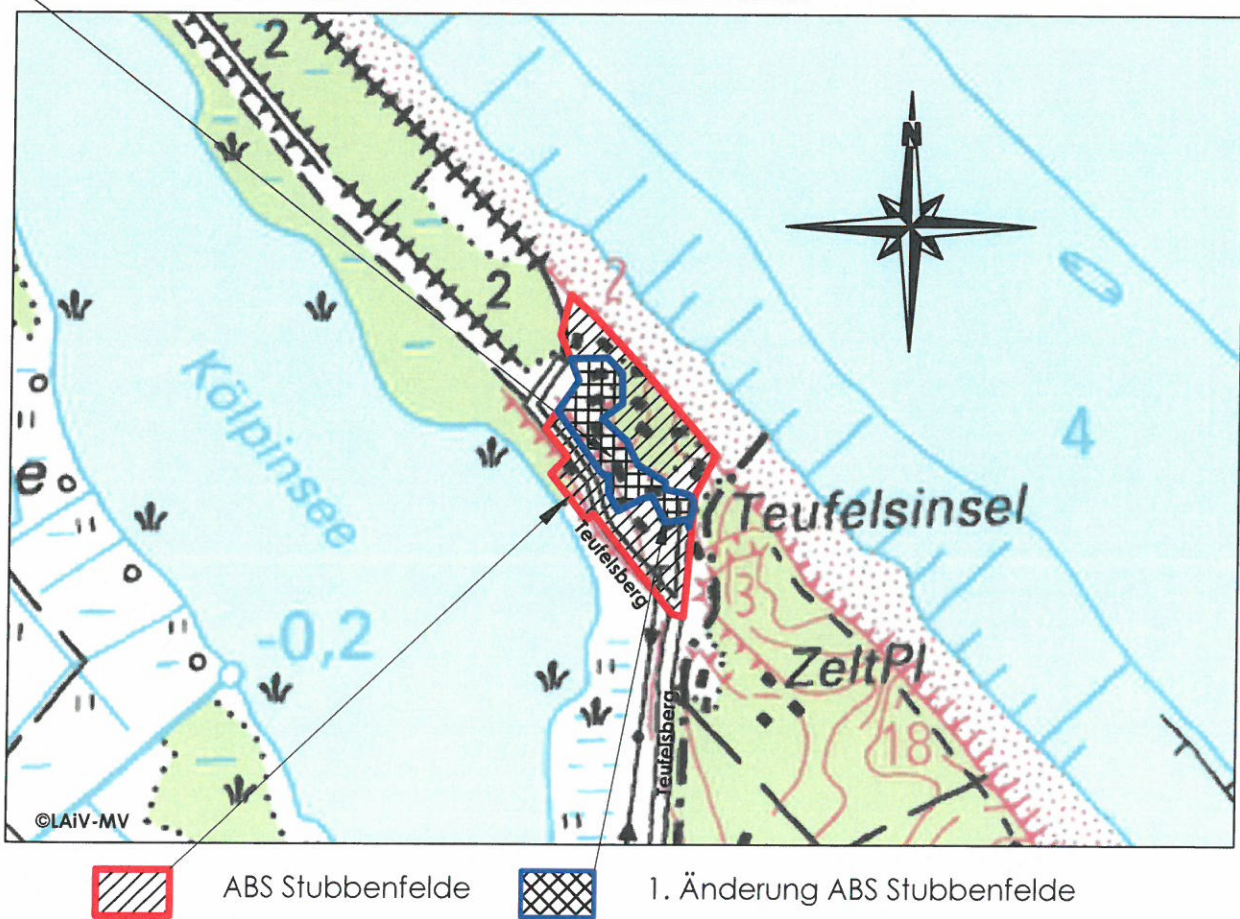 2
N
2
2
4
Kölpinsee
e
Teufelsinsel
Teufelsberg
13
-0,2
ZeltPl
Teufelsberg
18
©LAiV-MV
ABS Stubbenfelde
1. Änderung ABS Stubbenfelde